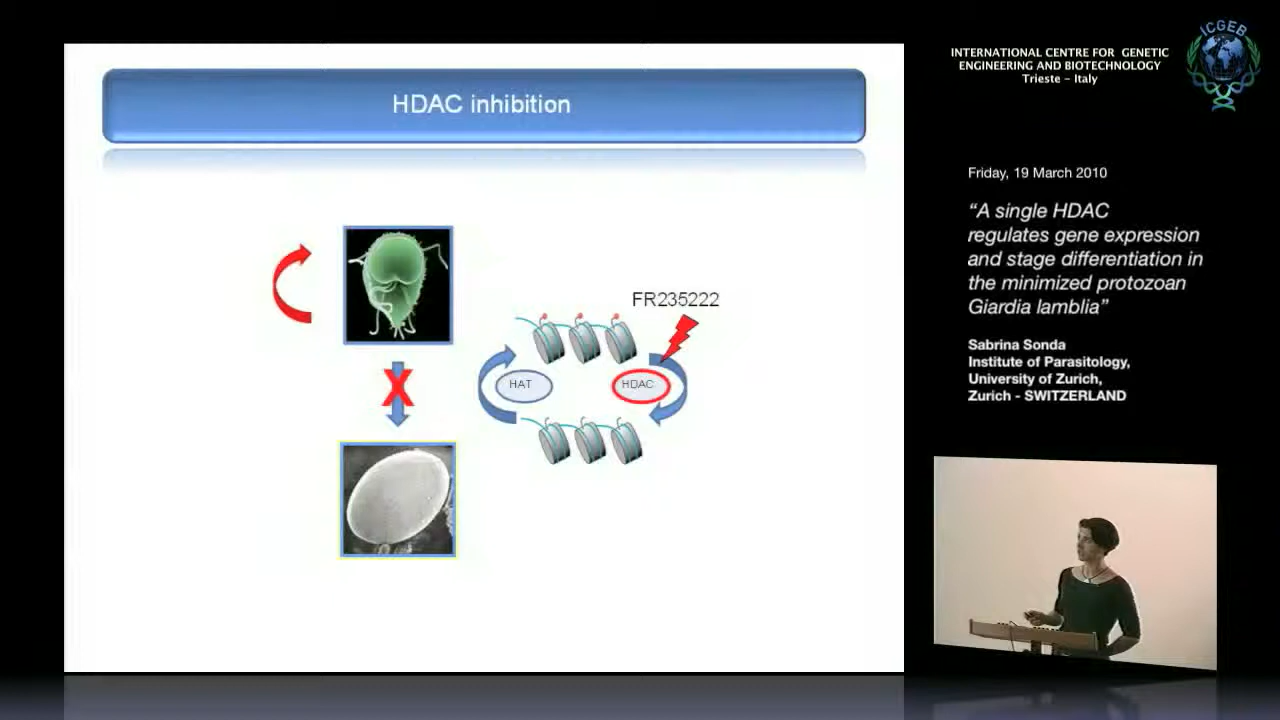 HDAC inhibition
FR235222
HAT
HDAC
ICGEB
INTERNATIONAL CENTRE FOR GENETIC
ENGINEERING AND BIOTECHNOLOGY
Trieste - Italy
Friday, 19 March 2010
“A single HDAC
regulates gene expression
and stage differentiation in
the minimized protozoan
Giardia lamblia”
Sabrina Sonda
Institute of Parasitology,
University of Zurich,
Zurich - SWITZERLAND